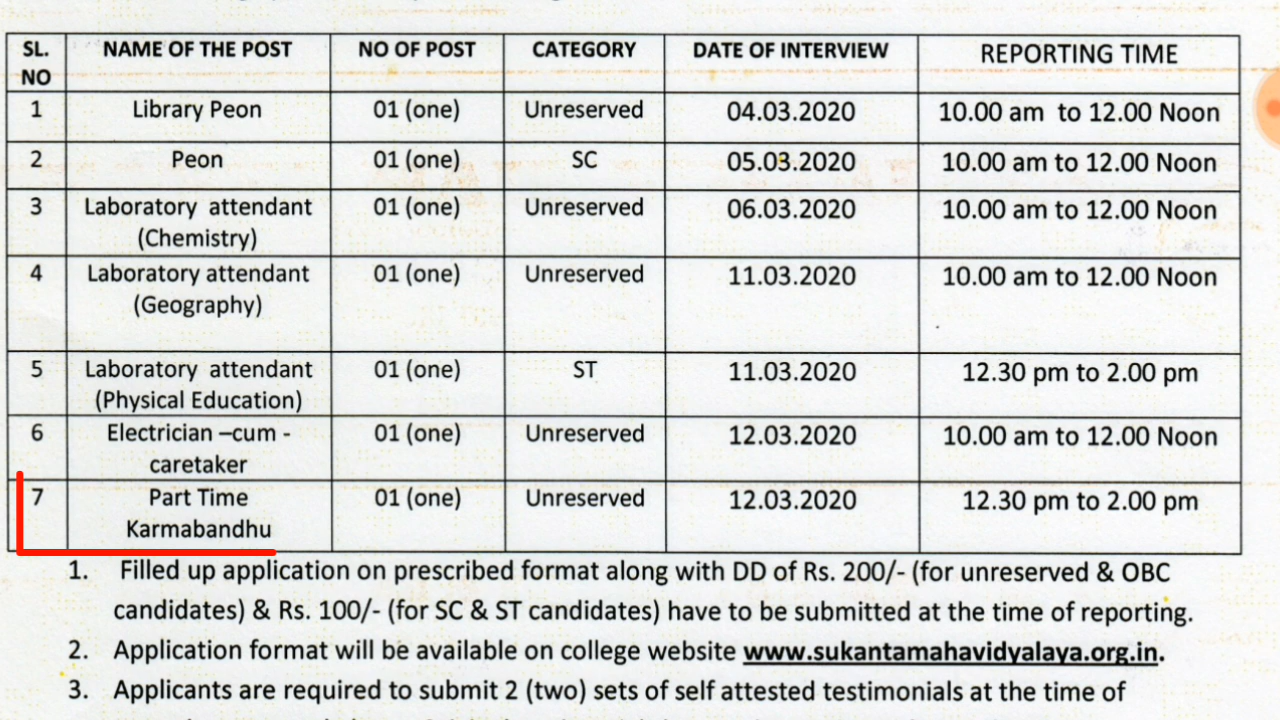 SL. NO NAME OF THE POST NO OF POST CATEGORY DATE OF INTERVIEW REPORTING TIME
1 Library Peon 01 (one) Unreserved 04.03.2020 10.00 am to 12.00 Noon
2 Peon 01 (one) SC 05.03.2020 10.00 am to 12.00 Noon
3 Laboratory attendant 01 (one) Unreserved 06.03.2020 10.00 am to 12.00 Noon
(Chemistry)
4 Laboratory attendant 01 (one) Unreserved 11.03.2020 10.00 am to 12.00 Noon
(Geography)
5 Laboratory attendant 01 (one) ST 11.03.2020 12.30 pm to 2.00 pm
(Physical Education)
6 Electrician –cum - 01 (one) Unreserved 12.03.2020 10.00 am to 12.00 Noon
caretaker
7 Part Time 01 (one) Unreserved 12.03.2020 12.30 pm to 2.00 pm
Karmabandhu
1. Filled up application on prescribed format along with DD of Rs. 200/- (for unreserved & OBC
candidates) & Rs. 100/- (for SC & ST candidates) have to be submitted at the time of reporting.
2. Application format will be available on college website www.sukantamahavidyalaya.org.in.
3. Applicants are required to submit 2 (two) sets of self attested testimonials at the time of